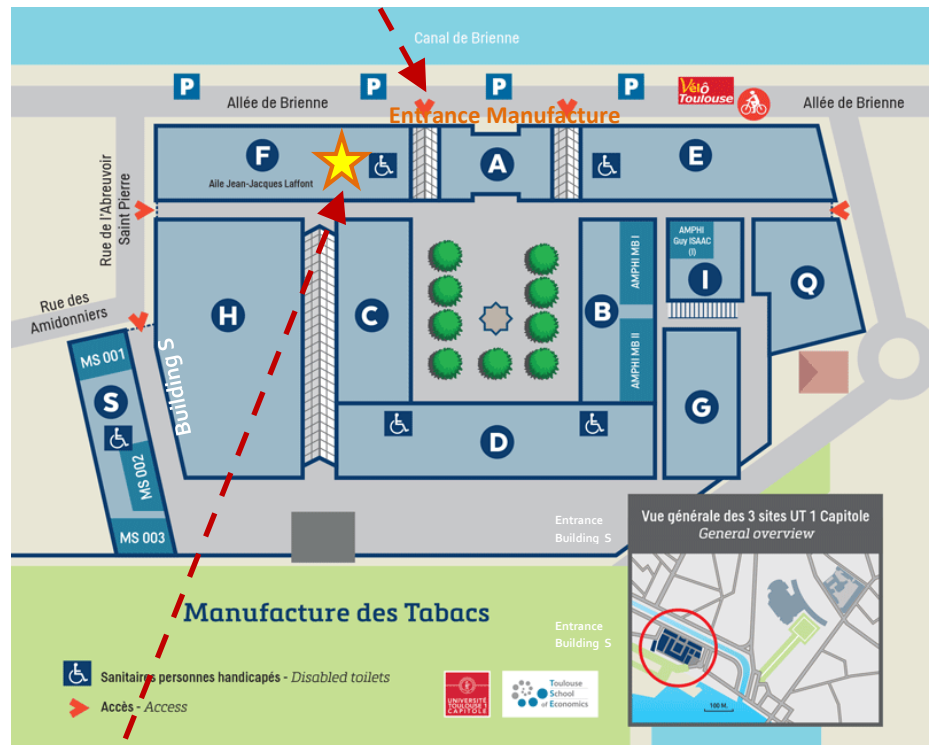 Canal de Brienne
P
P
P
P
Vélô
Toulouse
Allée de Brienne
Allée de Brienne
Entrance Manufacture
F
A
E
Aile Jean-Jacques Laffont
Rue de l'Abreuvoir
Saint Pierre
AMPHI
Guy ISAAC
(I)
AMPHI MB I
I
Q
Rue des
Amidonniers
H
C
B
MS 001
Building S
AMPHI MB II
S
G
D
MS 002
MS 003
Entrance
Building S
Vue générale des 3 sites UT 1 Capitole
General overview
Manufacture des Tabacs
Entrance
Building S
Sanitaires personnes handicapés - Disabled toilets
Accès - Access
UNIVERSITÉ
TOULOUSE 1
CAPITOLE
Toulouse
School
of Economics
100 M.